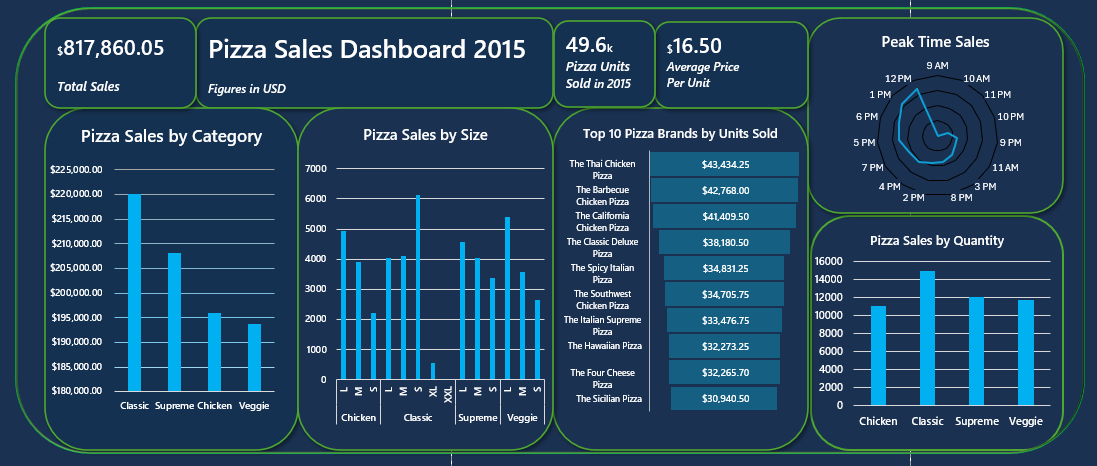 $817,860.05
Total Sales
Pizza Sales Dashboard 2015
Figures in USD
49.6k
Pizza Units
Sold in 2015
$16.50
Average Price
Per Unit
Pizza Sales by Category
$225,000.00
$220,000.00
$215,000.00
$210,000.00
$205,000.00
$200,000.00
$195,000.00
$190,000.00
$185,000.00
$180,000.00
Classic Supreme Chicken Veggie
Pizza Sales by Size
7000
6000
5000
4000
3000
2000
1000
0
L M S L M S XL XXL L M S L M S
Chicken Classic Supreme Veggie
Top 10 Pizza Brands by Units Sold
The Thai Chicken
Pizza
$43,434.25
The Barbecue
Chicken Pizza
$42,768.00
The California
Chicken Pizza
$41,409.50
The Classic Deluxe
Pizza
$38,180.50
The Spicy Italian
Pizza
$34,831.25
The Southwest
Chicken Pizza
$34,705.75
The Italian Supreme
Pizza
$33,476.75
The Hawaiian Pizza
$32,273.25
The Four Cheese
Pizza
$32,265.70
The Sicilian Pizza
$30,940.50
Peak Time Sales
9 AM
10 AM
11 PM
10 PM
9 PM
11 AM
3 PM
8 PM
2 PM
4 PM
7 PM
5 PM
6 PM
1 PM
12 PM
Pizza Sales by Quantity
16000
14000
12000
10000
8000
6000
4000
2000
0
Chicken Classic Supreme Veggie